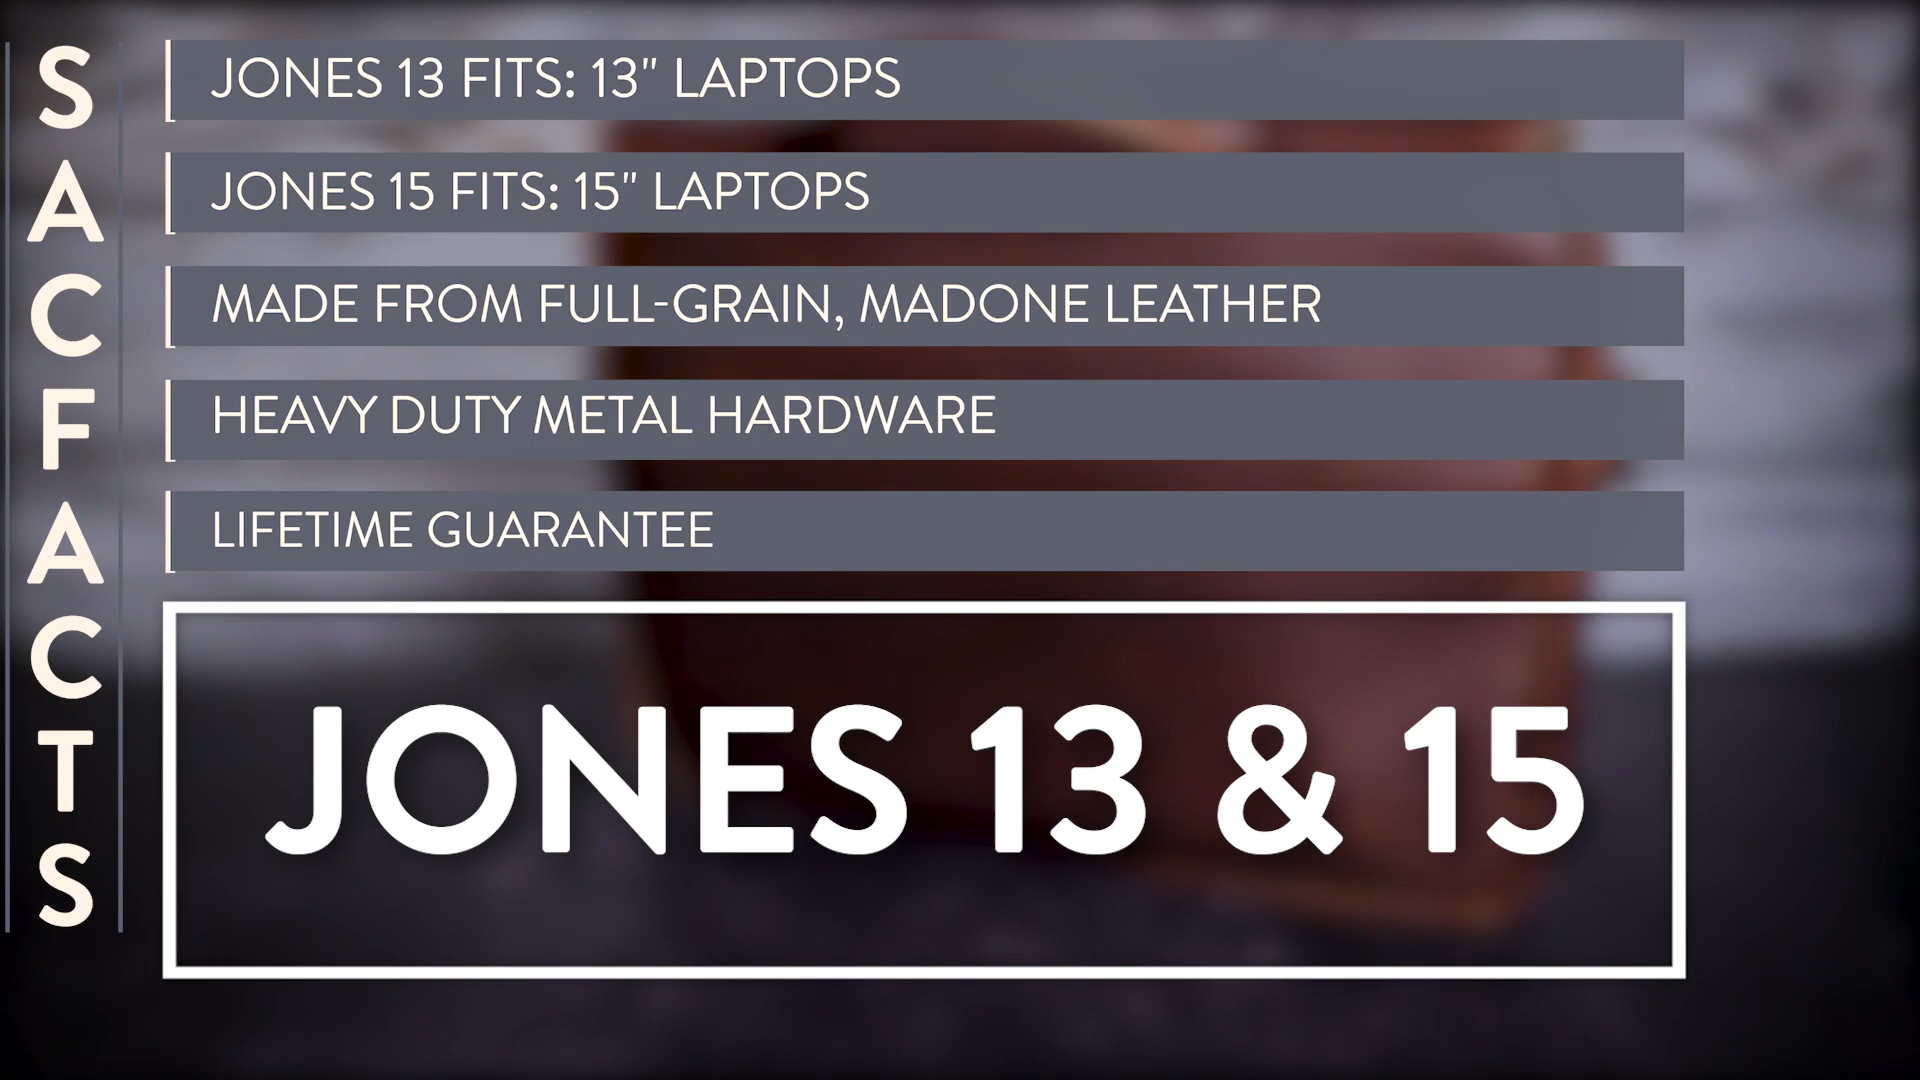 SACFACTS
JONES 13 FITS: 13" LAPTOPS
JONES 15 FITS: 15" LAPTOPS
MADE FROM FULL-GRAIN, MADONE LEATHER
HEAVY DUTY METAL HARDWARE
LIFETIME GUARANTEE
JONES 13 & 15